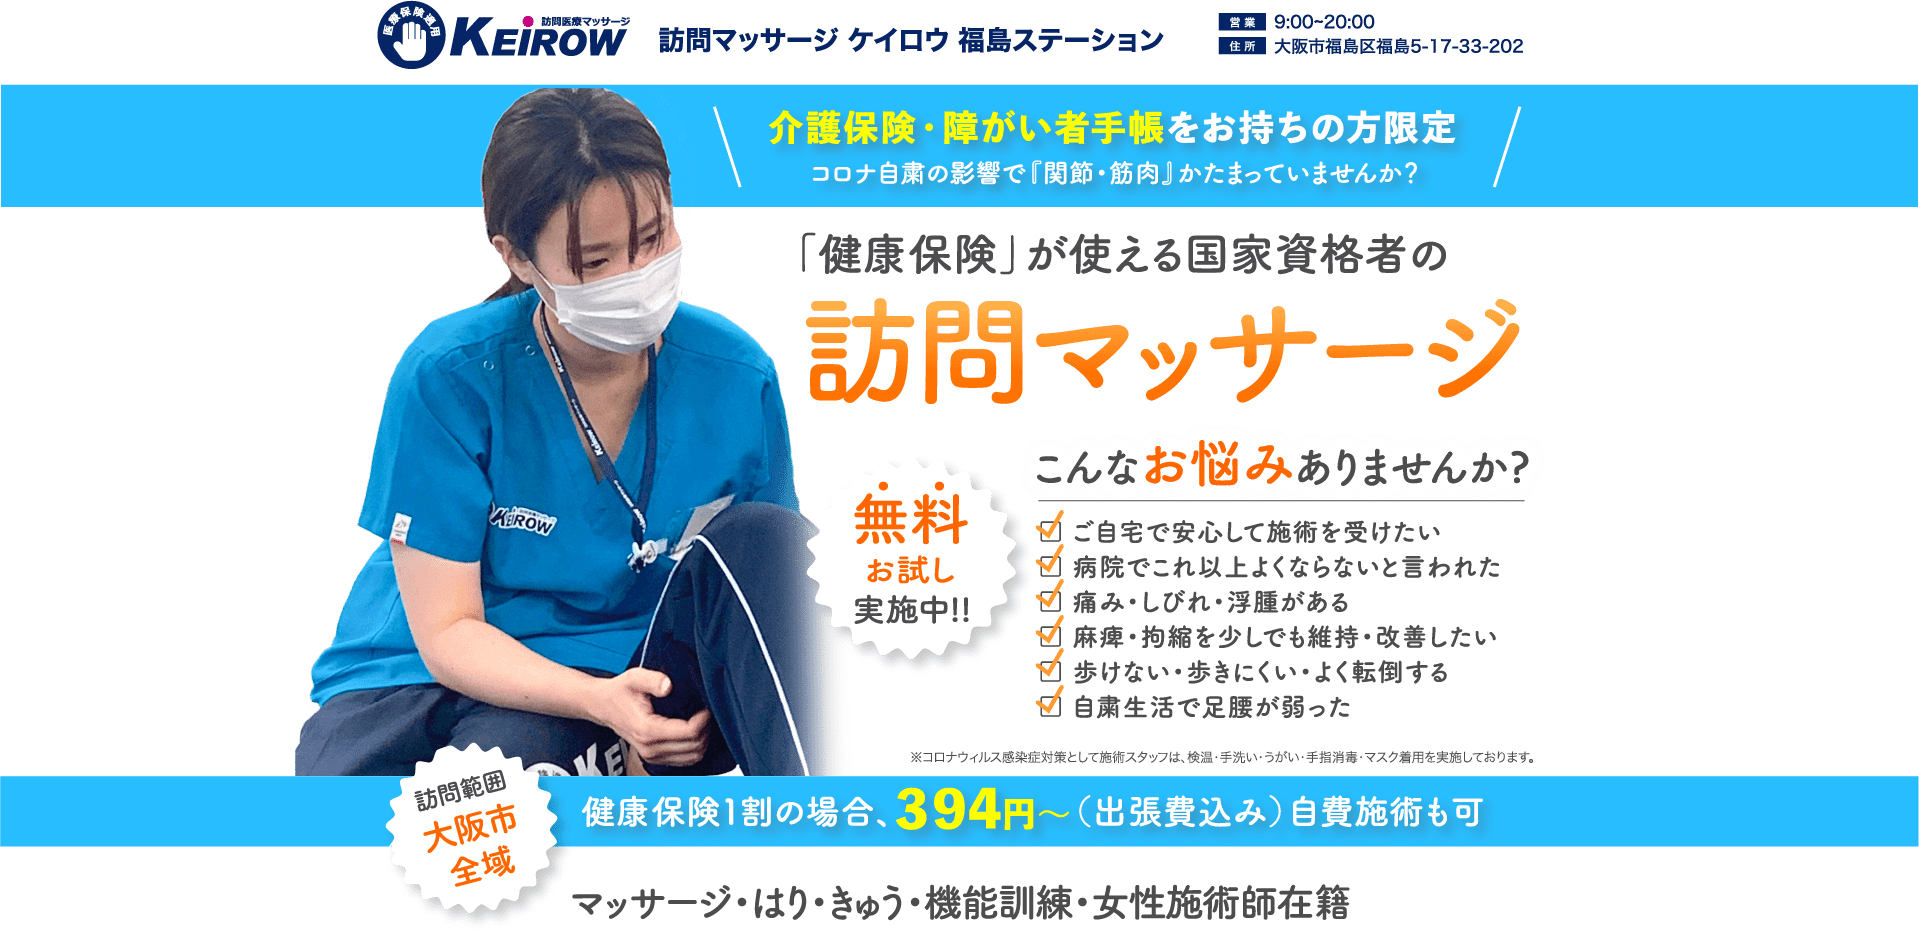 医療保険適用
訪問医療マッサージ
KEiROW
訪問マッサージ ケイロウ 福島ステーション
営業 9:00~20:00
住所 大阪市福島区福島5-17-33-202
介護保険・障がい者手帳をお持ちの方限定
コロナ自粛の影響で『関節・筋肉』かたまっていませんか？
「健康保険」が使える国家資格者の
訪問マッサージ
無料
お試し
実施中!!
こんなお悩みありませんか？
ご自宅で安心して施術を受けたい
病院でこれ以上よくならないと言われた
痛み・しびれ・浮腫がある
麻痺・拘縮を少しでも維持・改善したい
歩けない・歩きにくい・よく転倒する
自粛生活で足腰が弱った
訪問医療マッサージ
KEiROW
※コロナウィルス感染症対策として施術スタッフは、検温・手洗い・うがい・手指消毒・マスク着用を実施しております。
訪問範囲
大阪市
全域
健康保険1割の場合、394円～（出張費込み）自費施術も可
マッサージ・はり・きゅう・機能訓練・女性施術師在籍